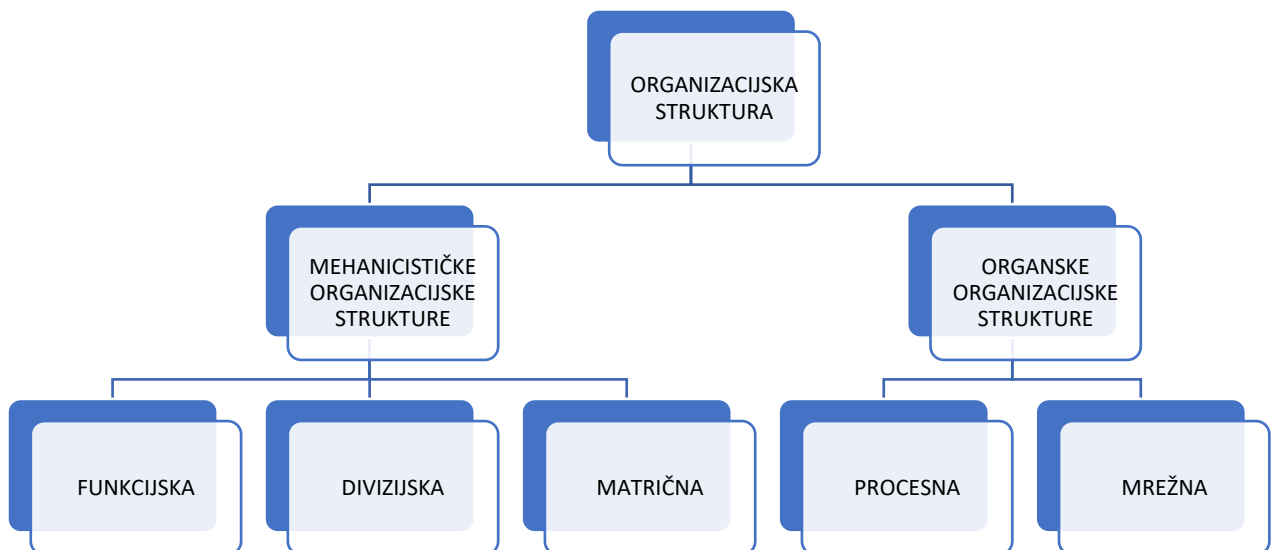 ORGANIZACIJSKA
STRUKTURA
MEHANICISTIČKE
ORGANIZACIJSKE
STRUKTURE
ORGANSKE
ORGANIZACIJSKE
STRUKTURE
FUNKCIJSKA
DIVIZIJSKA
MATRIČNA
PROCESNA
MREŽNA